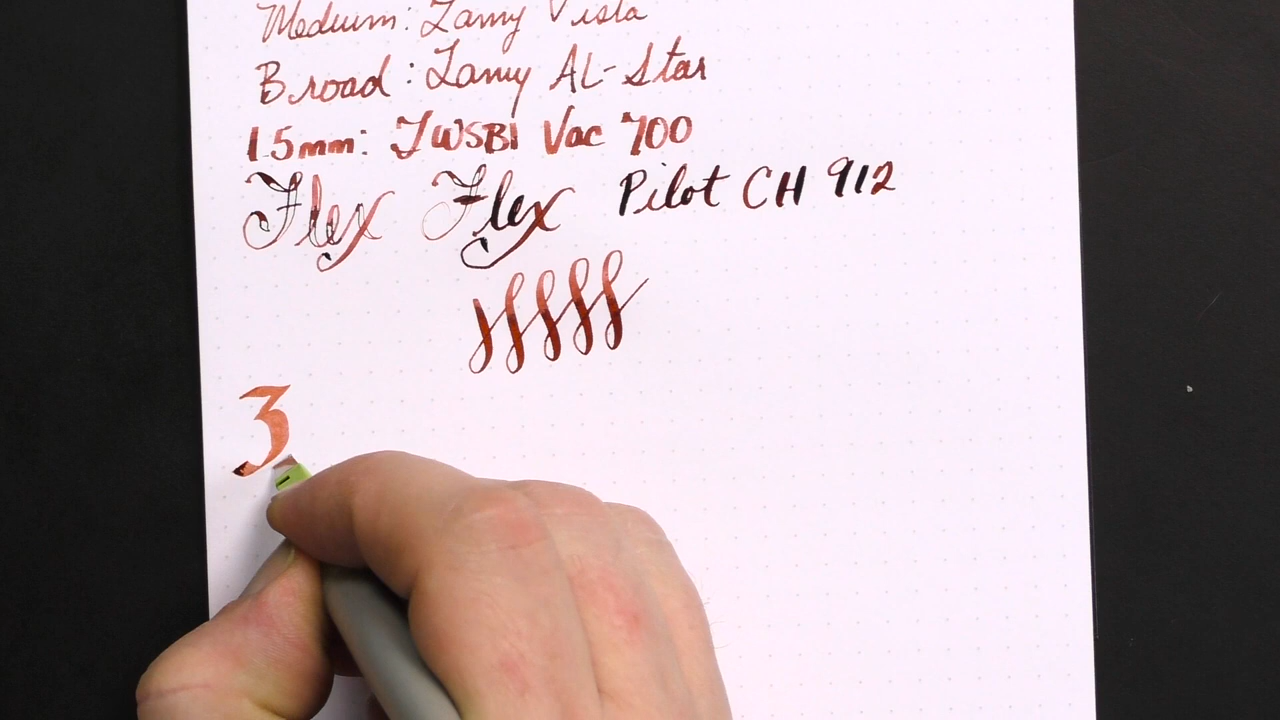 Medium: Lamy Vista
Broad: Lamy AL-Star
1.5mm: TWSBI Vac 700
Flex Flex Pilot CH 912
3